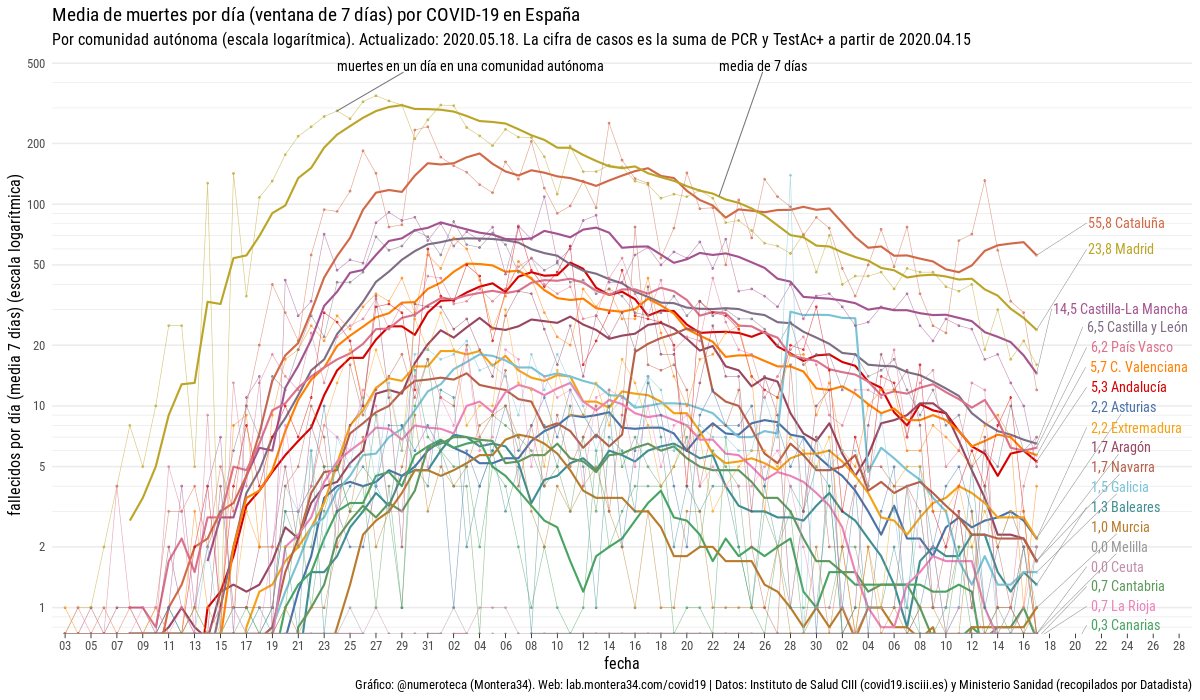 Media de muertes por día (ventana de 7 días) por COVID-19 en España
Por comunidad autónoma (escala logarítmica). Actualizado: 2020.05.18. La cifra de casos es la suma de PCR y TestAc+ a partir de 2020.04.15
muertes en un día en una comunidad autónoma
media de 7 días
fallecidos por día (media 7 días) (escala logarítmica)
500
200
100
50
20
10
5
2
1
55,8 Cataluña
23,8 Madrid
14,5 Castilla-La Mancha
6,5 Castilla y León
6,2 País Vasco
5,7 C. Valenciana
5,3 Andalucía
2,2 Asturias
2,2 Extremadura
1,7 Aragón
1,7 Navarra
1,5 Galicia
1,3 Baleares
1,0 Murcia
0,0 Melilla
0,0 Ceuta
0,7 Cantabria
0,7 La Rioja
0,3 Canarias
03 05 07 09 11 13 15 17 19 21 23 25 27 29 31 02 04 06 08 10 12 14 16 18 20 22 24 26 28 30 02 04 06 08 10 12 14 16 18 20 22 24 26 28
fecha
Gráfico: @numeroteca (Montera34). Web: lab.montera34.com/covid19 | Datos: Instituto de Salud CIII (covid19.isciii.es) y Ministerio Sanidad (recopilados por Datadista)